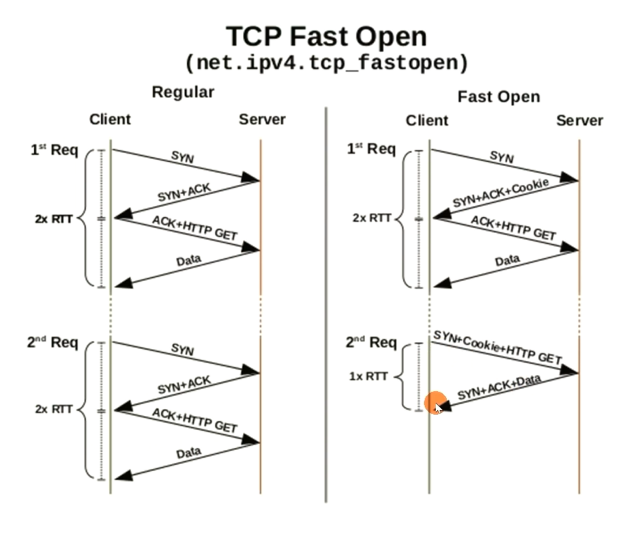 TCP Fast Open
(net.ipv4.tcp_fastopen)
Regular
Client
Server
1st Req
SYN
SYN+ACK
2x RTT
ACK+HTTP GET
Data
2nd Req
SYN
SYN+ACK
2x RTT
ACK+HTTP GET
Data
Fast Open
Client
Server
1st Req
SYN
SYN+ACK+Cookie
2x RTT
ACK+HTTP GET
Data
2nd Req
SYN+Cookie+HTTP GET
1x RTT
SYN+ACK+Data